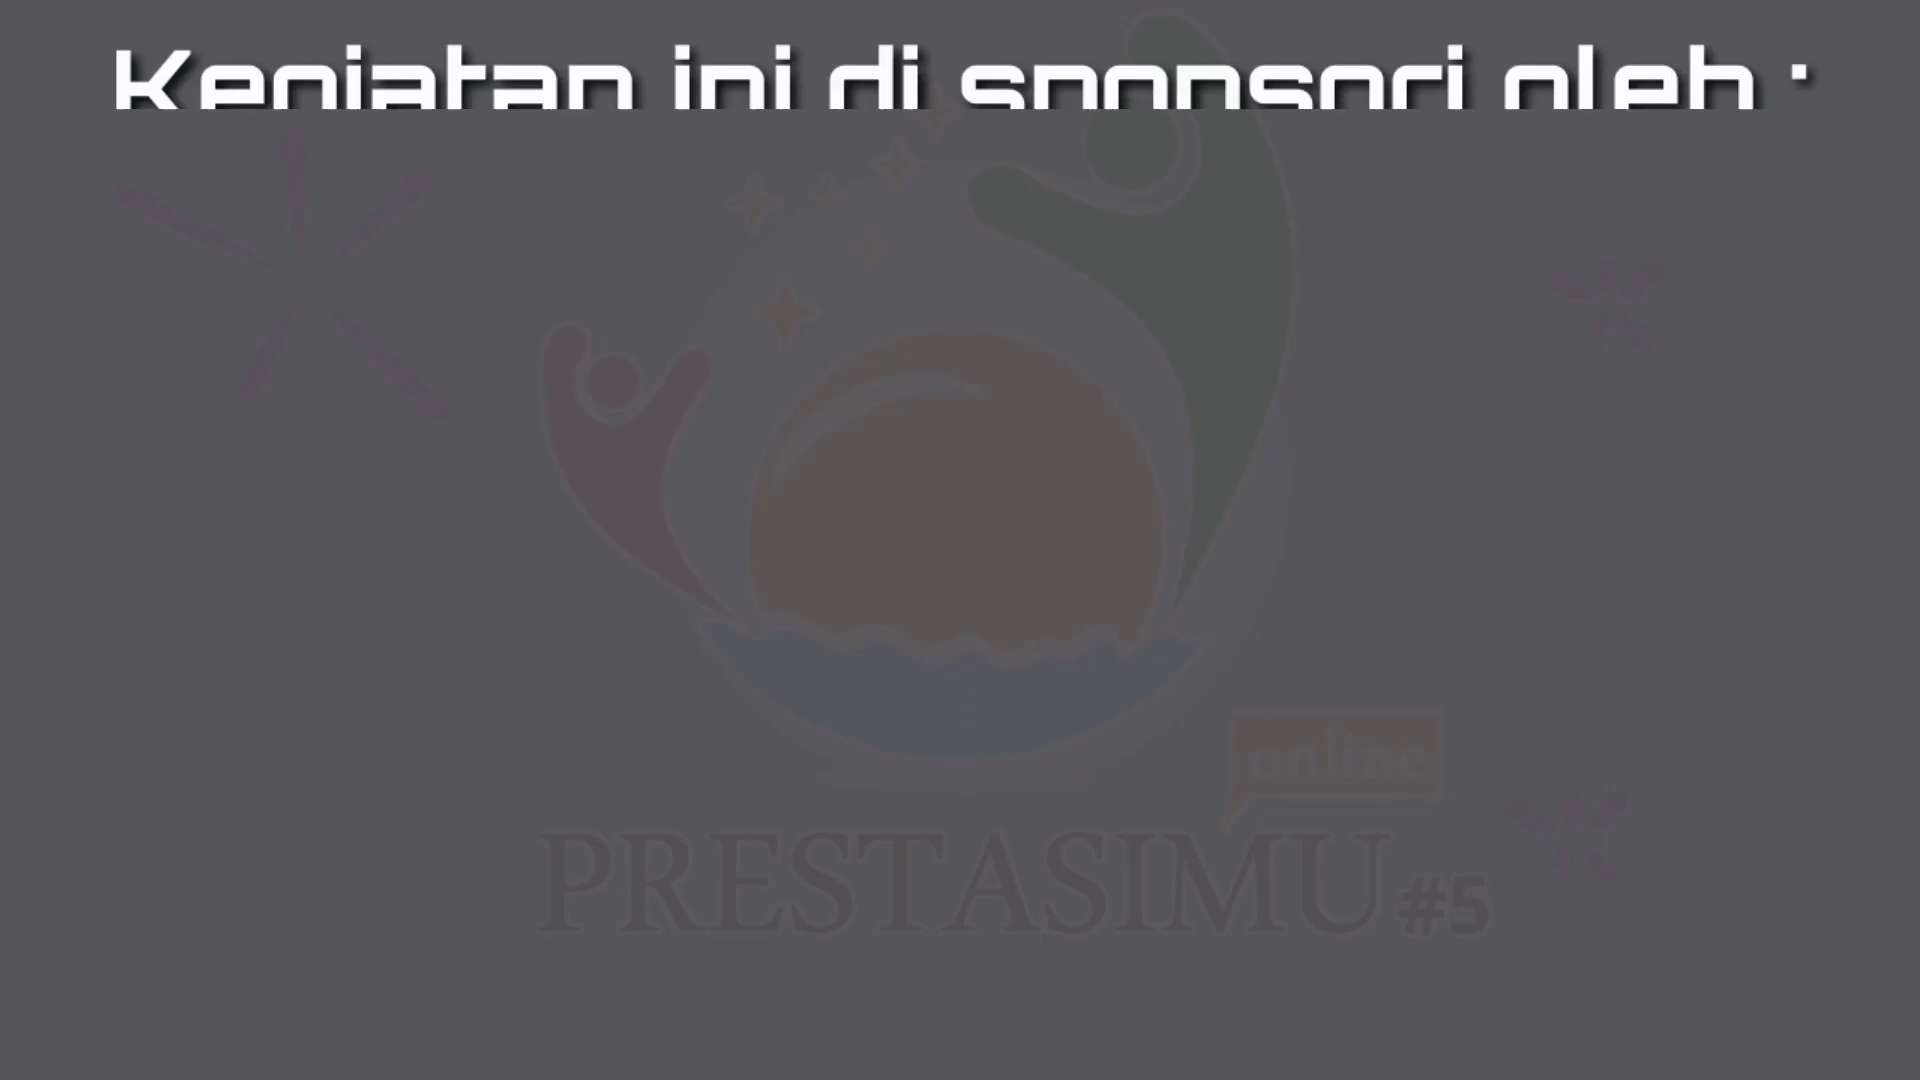 Kegiatan ini di sponsori oleh :
online
PRESTASIMU #5